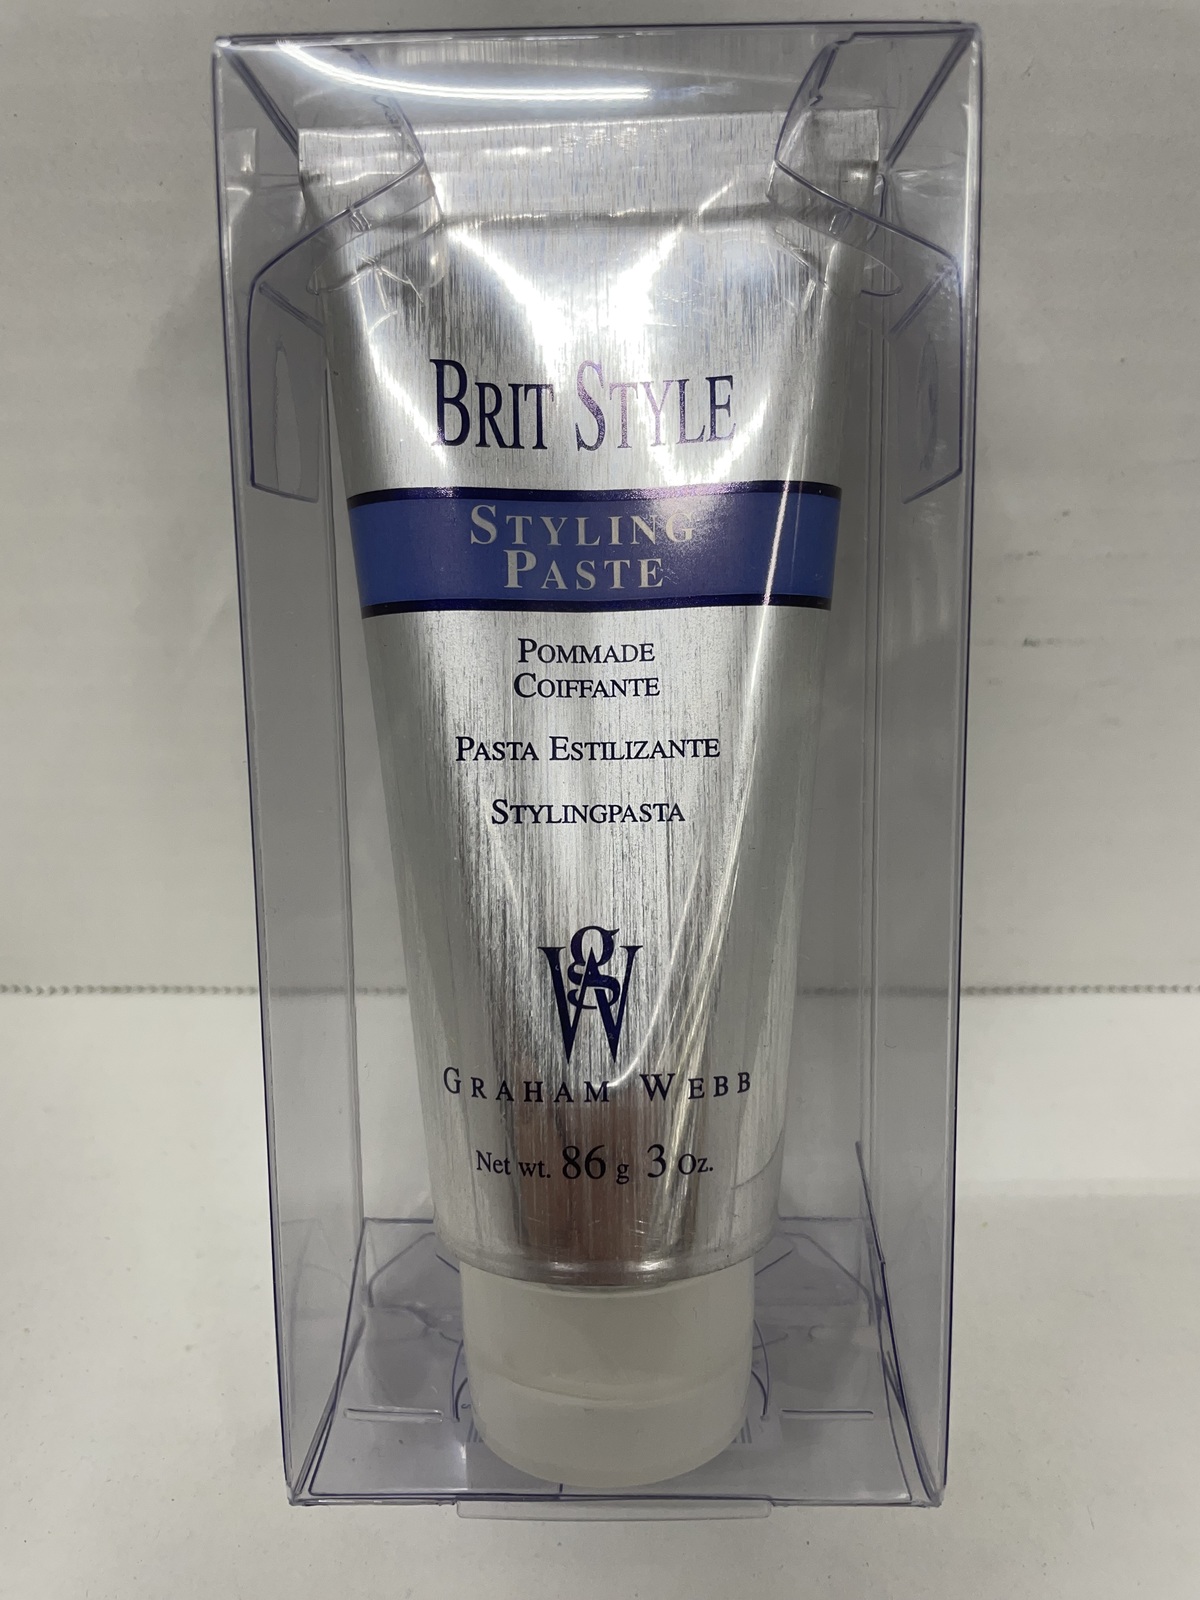 BRIT STYLE
STYLING
PASTE
POMMADE
COIFFANTE
PASTA ESTILIZANTE
STYLINGPASTA
gW
GRAHAM WEBB
Net wt. 86 g 3 Oz.